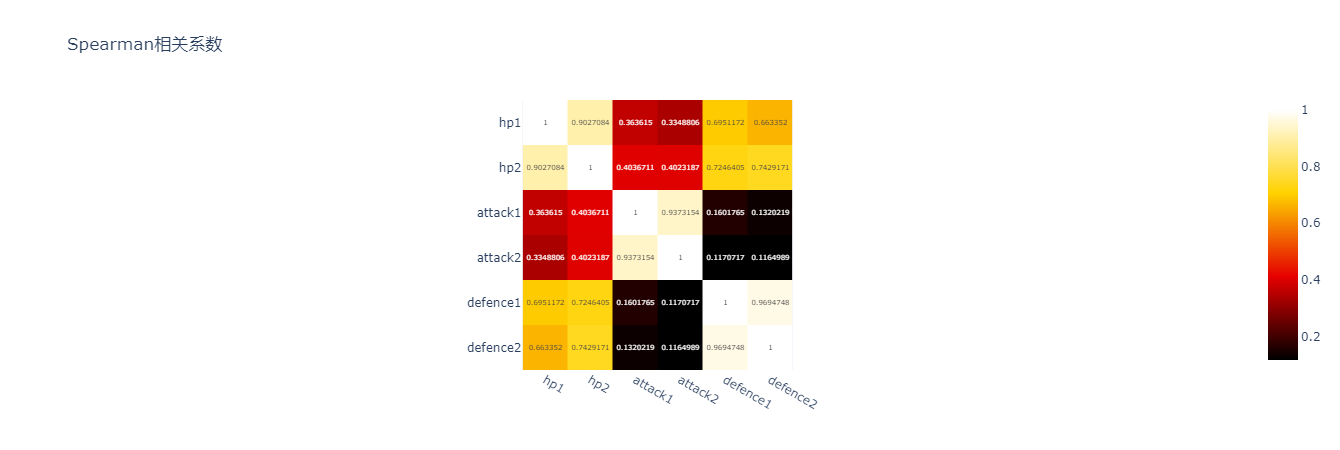 Spearman相关系数
hp1 1 0.9027084 0.363615 0.3348806 0.6951172 0.663352
hp2 0.9027084 1 0.4036711 0.4023187 0.7246405 0.7429171
attack1 0.363615 0.4036711 1 0.9373154 0.1601765 0.1320219
attack2 0.3348806 0.4023187 0.9373154 1 0.1170717 0.1164989
defence1 0.6951172 0.7246405 0.1601765 0.1170717 1 0.9694748
defence2 0.663352 0.7429171 0.1320219 0.1164989 0.9694748 1
hp1 hp2 attack1 attack2 defence1 defence2
1
0.8
0.6
0.4
0.2